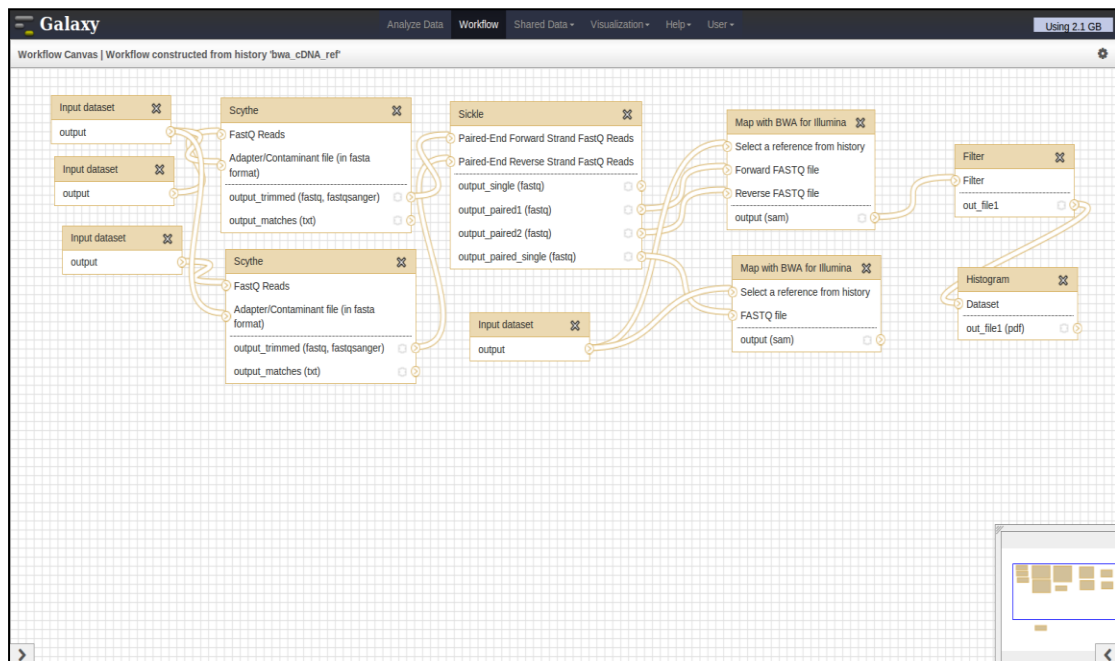 Galaxy
Analyze Data Workflow Shared Data Visualization Help User
Using 2.1 GB
Workflow Canvas | Workflow constructed from history 'bwa_cDNA_ref'
Input dataset
output
Input dataset
output
Input dataset
output
Scythe
FastQ Reads
Adapter/Contaminant file (in fasta
format)
output_trimmed (fastq, fastqsanger)
output_matches (txt)
Scythe
FastQ Reads
Adapter/Contaminant file (in fasta
format)
output_trimmed (fastq, fastqsanger)
output_matches (txt)
Sickle
Paired-End Forward Strand FastQ Reads
Paired-End Reverse Strand FastQ Reads
output_single (fastq)
output_paired1 (fastq)
output_paired2 (fastq)
output_paired_single (fastq)
Input dataset
output
Map with BWA for Illumina
Select a reference from history
Forward FASTQ file
Reverse FASTQ file
output (sam)
Map with BWA for Illumina
Select a reference from history
FASTQ file
output (sam)
Filter
Filter
out_file1
Histogram
Dataset
out_file1 (pdf)